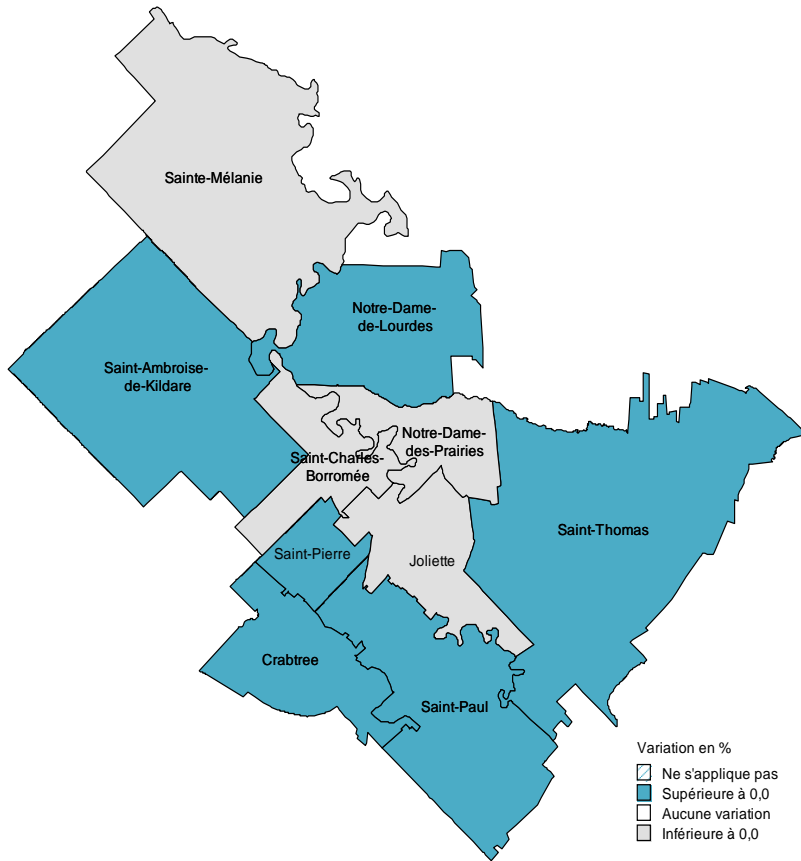 Sainte-Mélanie
Notre-Dame-
de-Lourdes
Saint-Ambroise-
de-Kildare
Notre-Dame-
des-Prairies
Saint-Charles-
Borromée
Saint-Thomas
Saint-Pierre
Joliette
Crabtree
Saint-Paul
Variation en %
Ne s'applique pas
Supérieure à 0,0
Aucune variation
Inférieure à 0,0